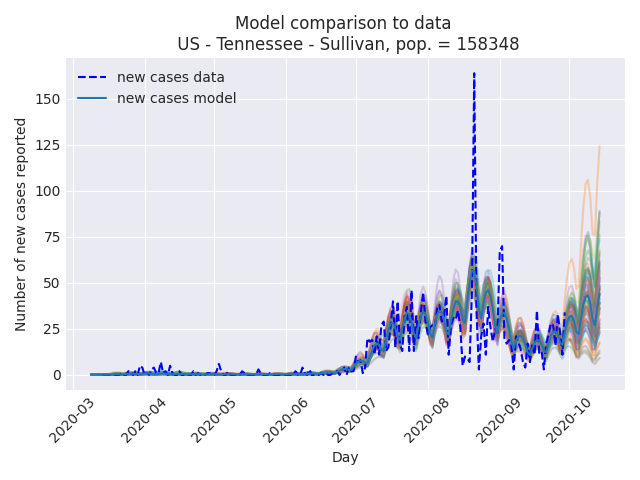 Model comparison to data
US - Tennessee - Sullivan, pop. = 158348
new cases data
new cases model
Number of new cases reported
150
125
100
75
50
25
0
2020-03
2020-04
2020-05
2020-06
2020-07
2020-08
2020-09
2020-10
Day